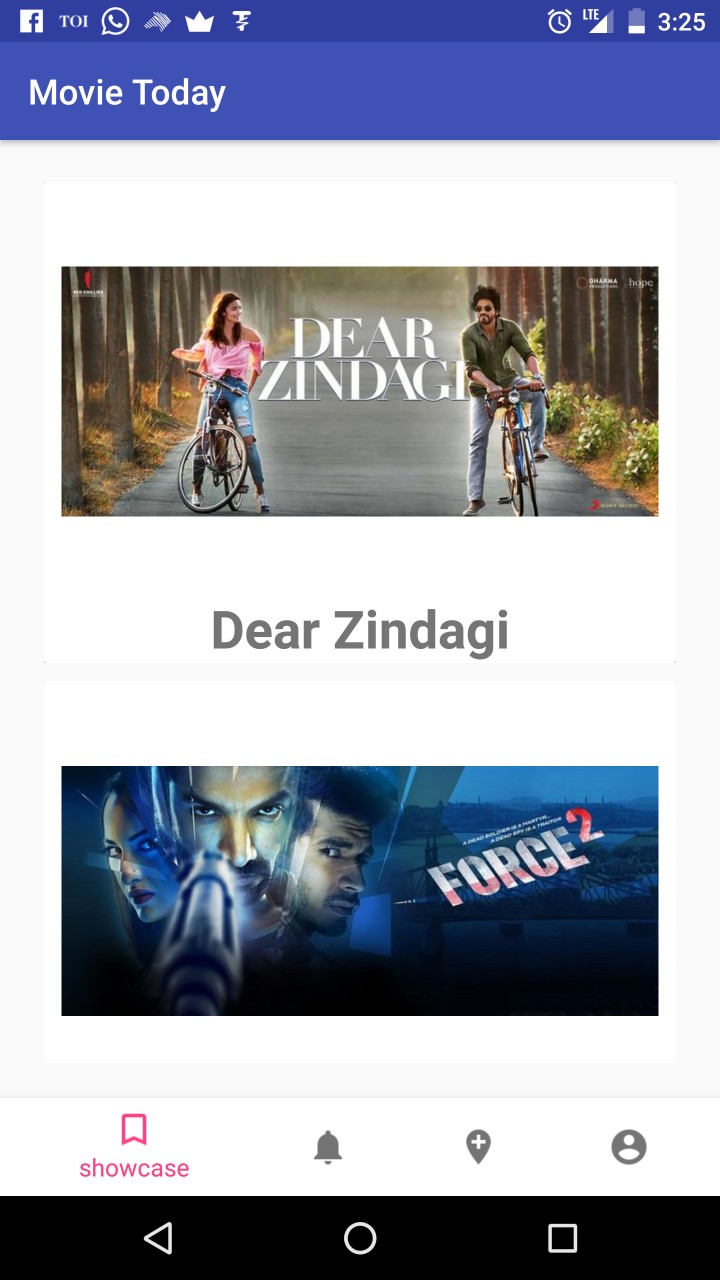 TOI
LTE
3:25
Movie Today
RED CHILLIES
DHARMA
PRODUCTIONS
hope
DEAR
ZINDAGI
SONY MUSIC
Dear Zindagi
A DEAD SOLDIER IS A MARTYR...
A DEAD SPY IS A TRAITOR
FORCE 2
showcase